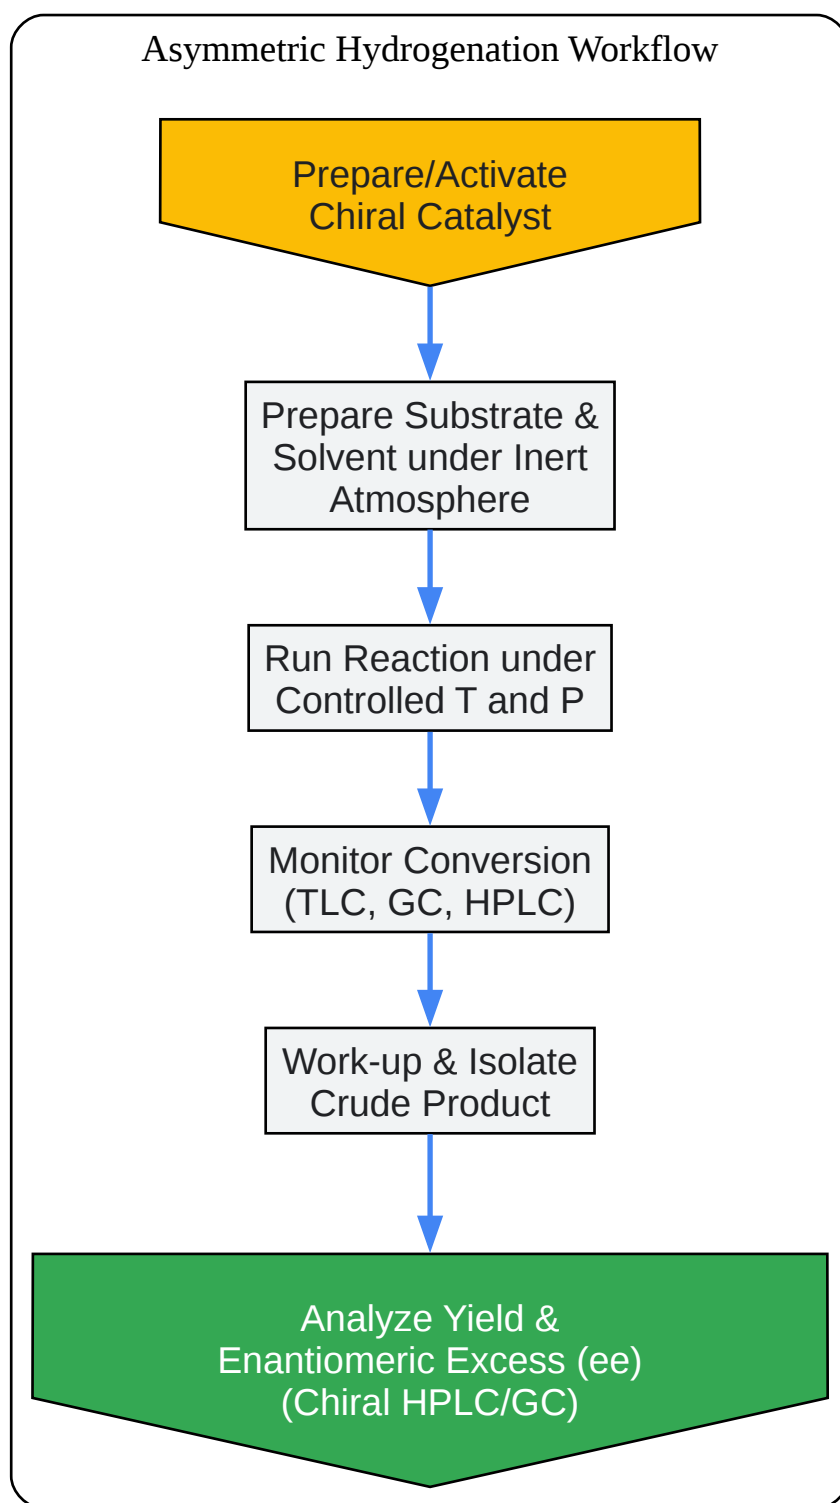 Asymmetric Hydrogenation Workflow
Prepare/Activate
Chiral Catalyst
Prepare Substrate &
Solvent under Inert
Atmosphere
Run Reaction under
Controlled T and P
Monitor Conversion
(TLC, GC, HPLC)
Work-up & Isolate
Crude Product
Analyze Yield &
Enantiomeric Excess (ee)
(Chiral HPLC/GC)